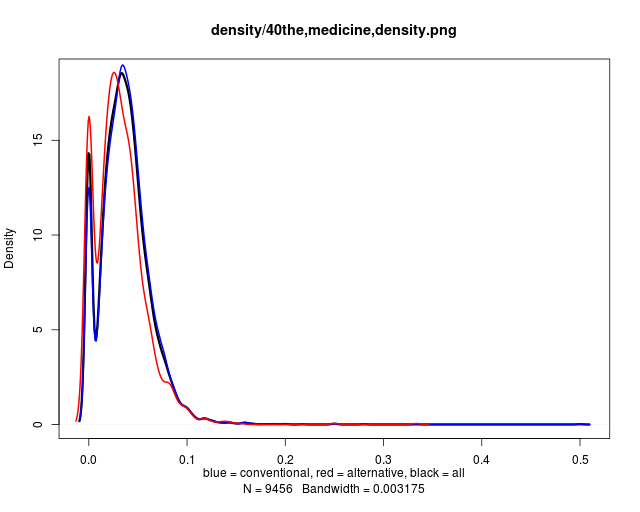 density/40the,medicine,density.png
Density
15
10
5
0
0.0 0.1 0.2 0.3 0.4 0.5
blue = conventional, red = alternative, black = all
N = 9456 Bandwidth = 0.003175